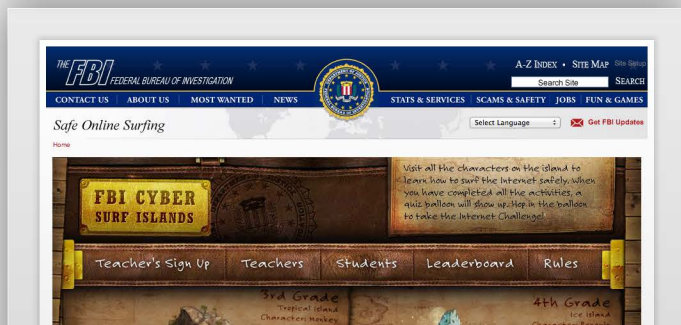 THE FBI FEDERAL BUREAU OF INVESTIGATION
A-Z INDEX • SITE MAP Site Setup
Search Site SEARCH
CONTACT US ABOUT US MOST WANTED NEWS STATS & SERVICES SCAMS & SAFETY JOBS FUN & GAMES
Safe Online Surfing
Select Language Get FBI Updates
Home
Visit all the characters on the island to
learn how to surf the Internet safely. When
you have completed all the activities, a
quiz balloon will show up. Hop in the balloon
to take the Internet Challenge!
FBI CYBER
SURF ISLANDS
Teacher's Sign Up Teachers Students Leaderboard Rules
3rd Grade
Tropical Island
Character: Monkey
4th Grade
Ice Island